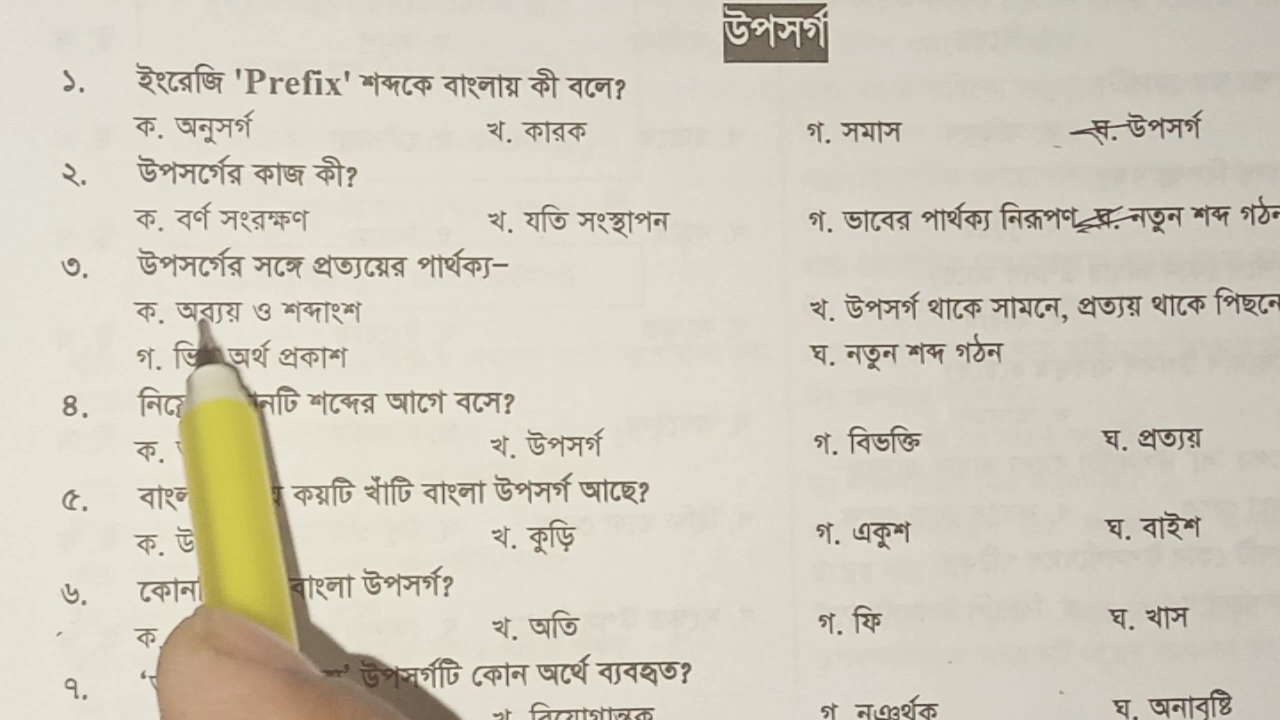 উপসর্গ
১. ইংরেজি 'Prefix' শব্দকে বাংলায় কী বলে?
ক. অনুসর্গ খ. কারক গ. সমাস ঘ. উপসর্গ
২. উপসর্গের কাজ কী?
ক. বর্ণ সংরক্ষণ খ. যতি সংস্থাপন গ. ভাবের পার্থক্য নিরূপণ ঘ. নতুন শব্দ গঠন
৩. উপসর্গের সঙ্গে প্রত্যয়ের পার্থক্য–
ক. অব্যয় ও শব্দাংশ খ. উপসর্গ থাকে সামনে, প্রত্যয় থাকে পিছনে
গ. অর্থ প্রকাশ ঘ. নতুন শব্দ গঠন
৪. শব্দের আগে বসে?
ক. খ. উপসর্গ গ. বিভক্তি ঘ. প্রত্যয়
৫. কয়টি খাঁটি বাংলা উপসর্গ আছে?
ক. খ. কুড়ি গ. একুশ ঘ. বাইশ
৬. বাংলা উপসর্গ?
ক. খ. অতি গ. ফি ঘ. খাস
৭. উপসর্গটি কোন অর্থে ব্যবহৃত?
খ. বিয়োগান্তক গ. নঞর্থক ঘ. অনাবৃষ্টি